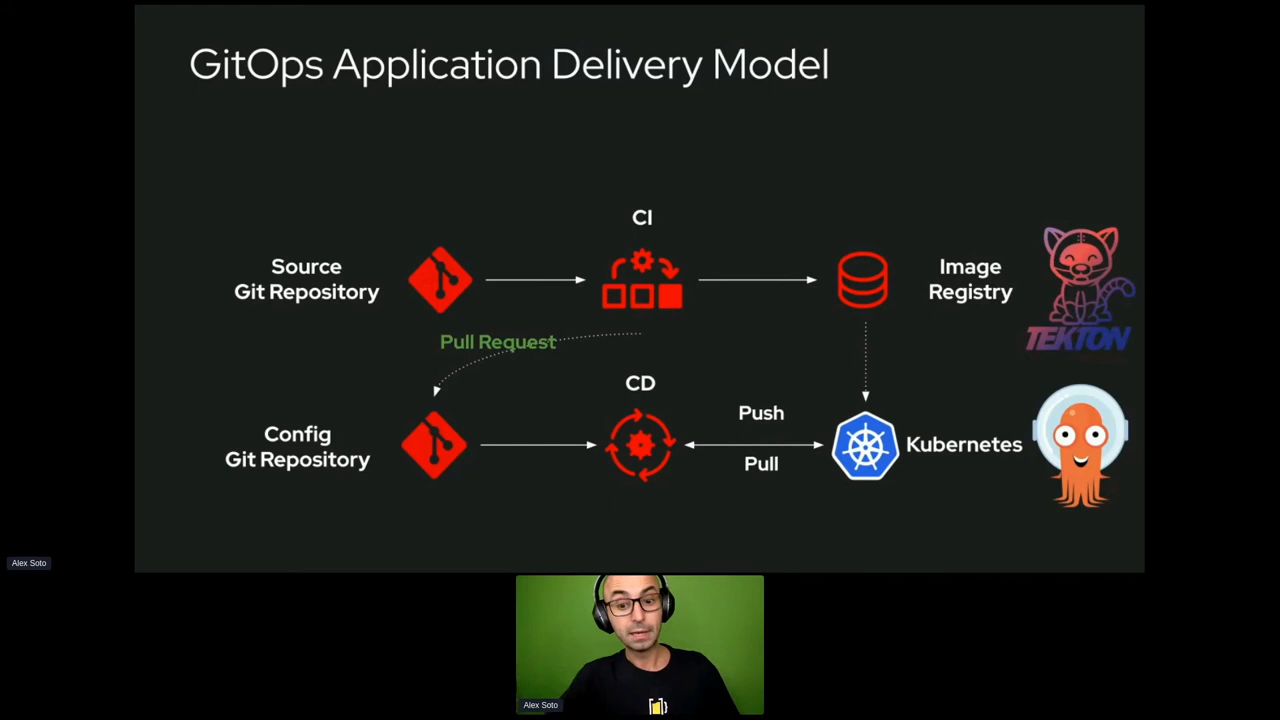 GitOps Application Delivery Model
CI
Source
Git Repository
Image
Registry
TEKTON
Pull Request
CD
Push
Config
Git Repository
Pull
Kubernetes
Alex Soto
Alex Soto